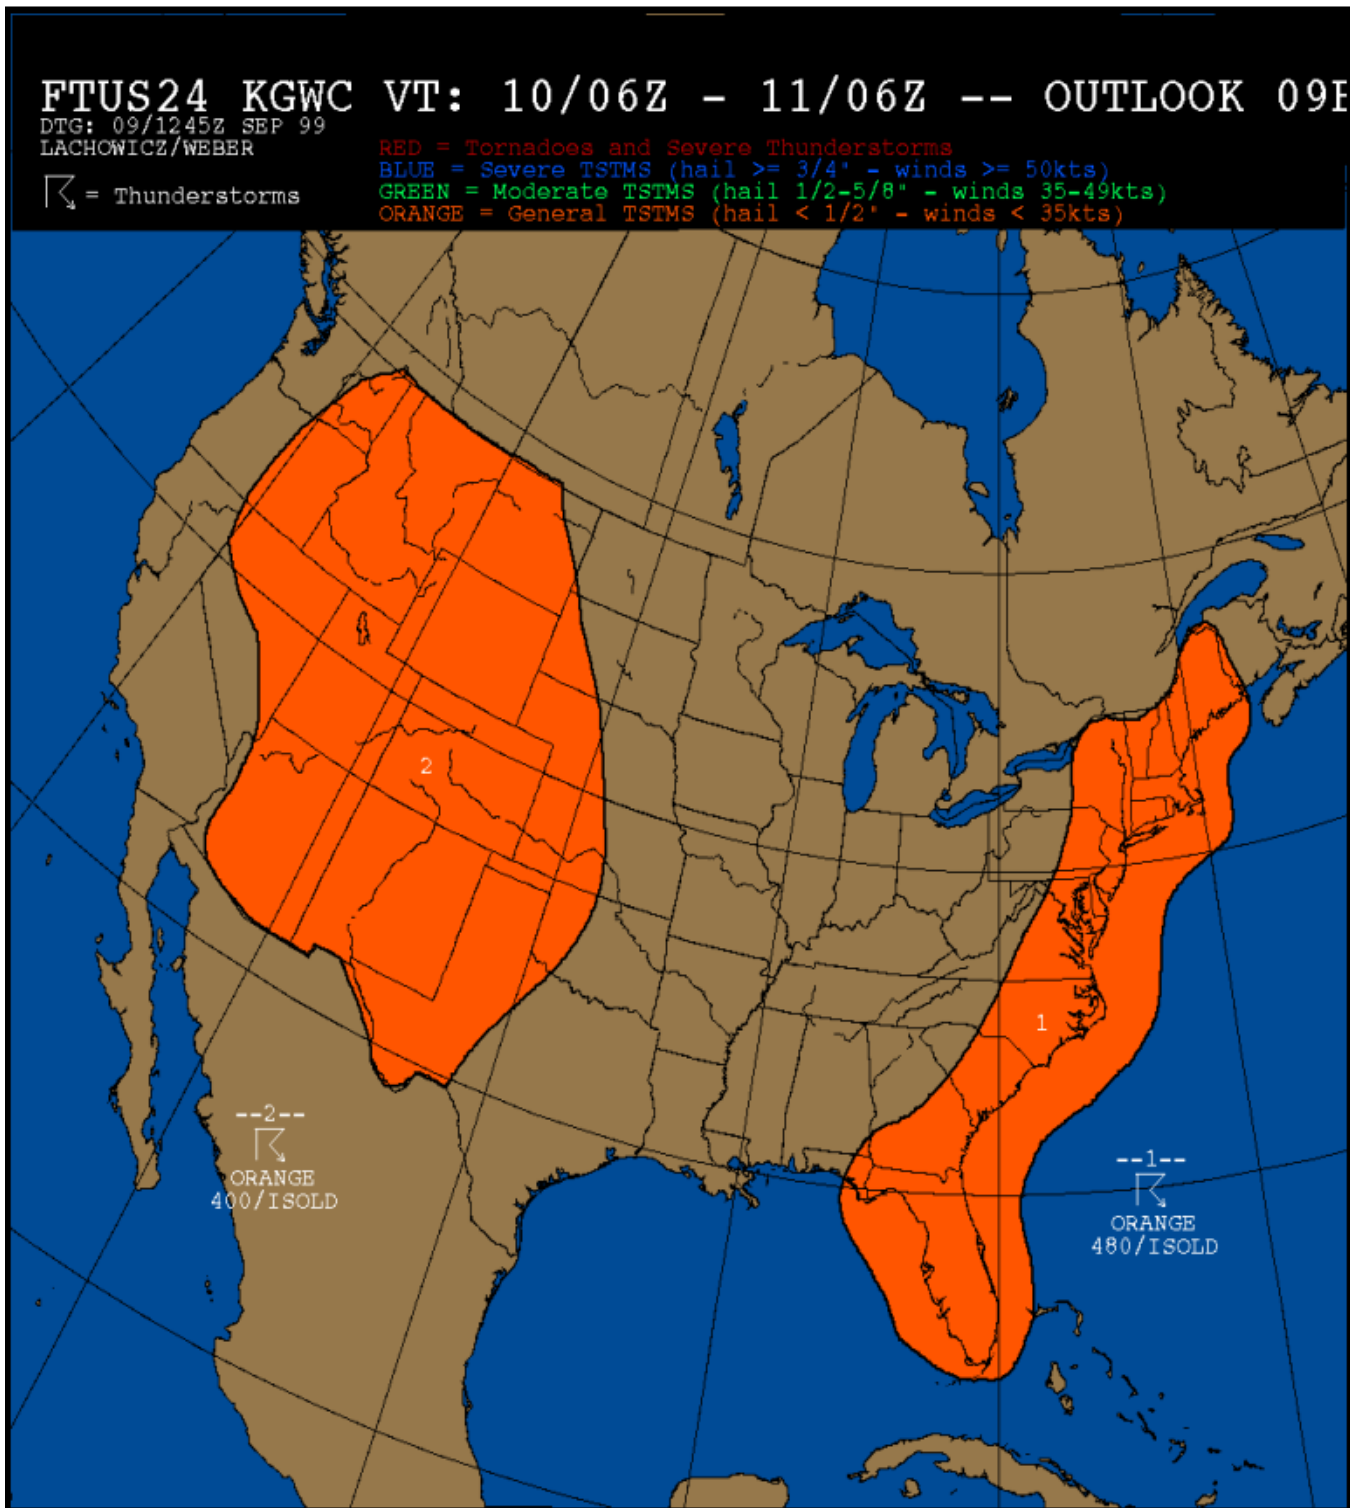 FTUS24 KGWC VT: 10/06Z - 11/06Z -- OUTLOOK
DTG: 09/1245Z SEP 99
LACHOWICZ/WEBER
= Thunderstorms
RED = Tornadoes and Severe Thunderstorms
BLUE = Severe TSTMS (hail >= 3/4" - winds >= 50kts)
GREEN = Moderate TSTMS (hail 1/2-5/8" - winds 35-49kts)
ORANGE = General TSTMS (hail < 1/2" - winds < 35kts)
2
1
--2--
ORANGE
400/ISOLD
--1--
ORANGE
480/ISOLD